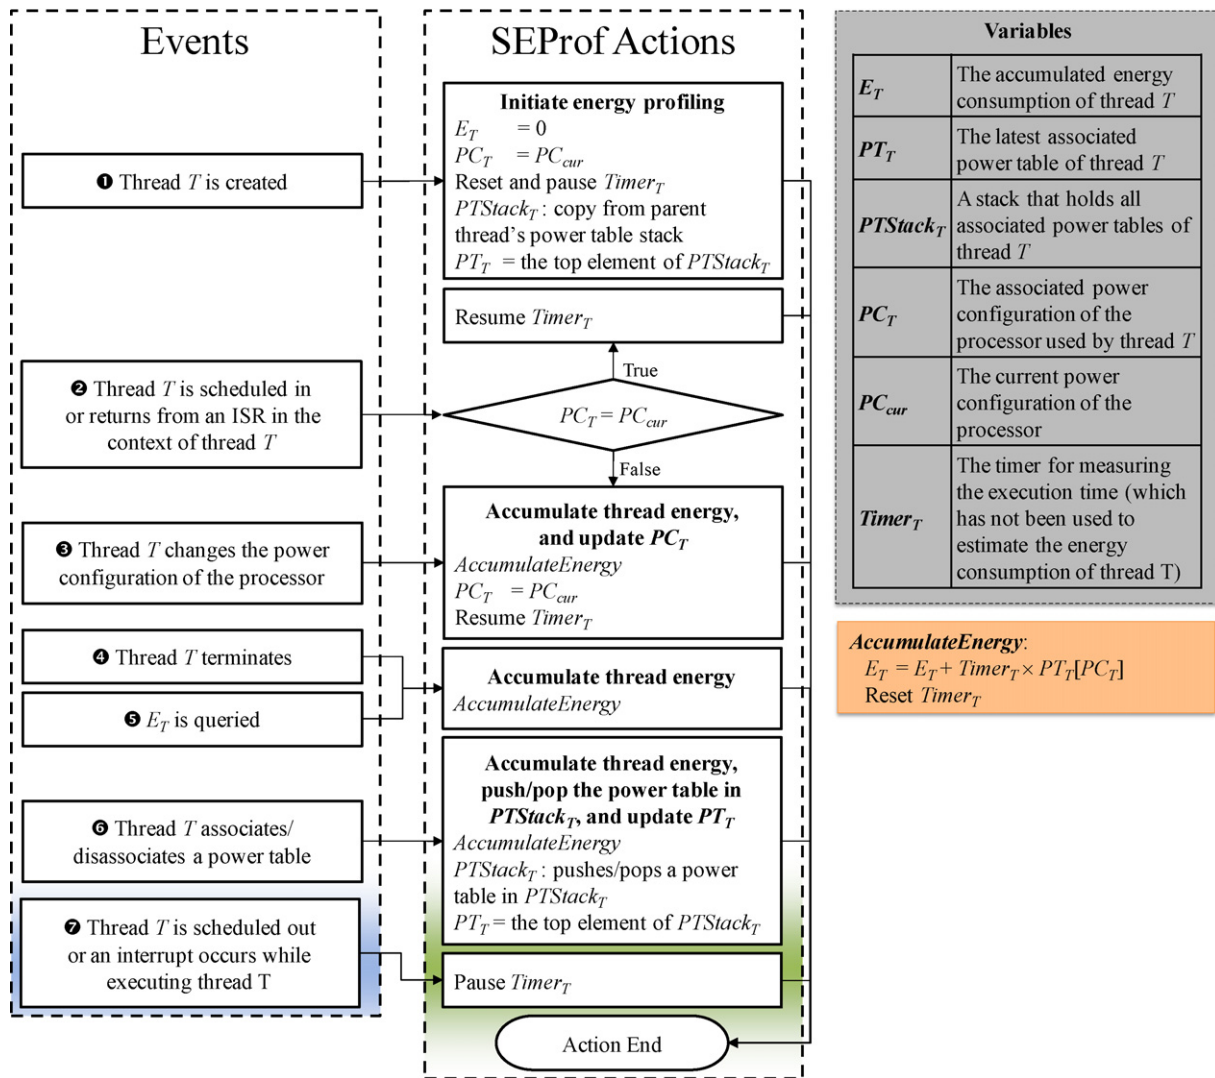 Events
❶ Thread T is created
❷ Thread T is scheduled in
or returns from an ISR in the
context of thread T
❸ Thread T changes the power
configuration of the processor
❹ Thread T terminates
❺ E_T is queried
❻ Thread T associates/
disassociates a power table
❼ Thread T is scheduled out
or an interrupt occurs while
executing thread T
SEProf Actions
Initiate energy profiling
E_T = 0
PC_T = PC_cur
Reset and pause Timer_T
PTStack_T : copy from parent
thread's power table stack
PT_T = the top element of PTStack_T
Resume Timer_T
True
PC_T = PC_cur
False
Accumulate thread energy,
and update PC_T
AccumulateEnergy
PC_T = PC_cur
Resume Timer_T
Accumulate thread energy
AccumulateEnergy
Accumulate thread energy,
push/pop the power table in
PTStack_T, and update PT_T
AccumulateEnergy
PTStack_T : pushes/pops a power
table in PTStack_T
PT_T = the top element of PTStack_T
Pause Timer_T
Action End
Variables
E_T
The accumulated energy
consumption of thread T
PT_T
The latest associated
power table of thread T
PTStack_T
A stack that holds all
associated power tables of
thread T
PC_T
The associated power
configuration of the
processor used by thread T
PC_cur
The current power
configuration of the
processor
Timer_T
The timer for measuring
the execution time (which
has not been used to
estimate the energy
consumption of thread T)
AccumulateEnergy:
E_T = E_T + Timer_T × PT_T[PC_T]
Reset Timer_T